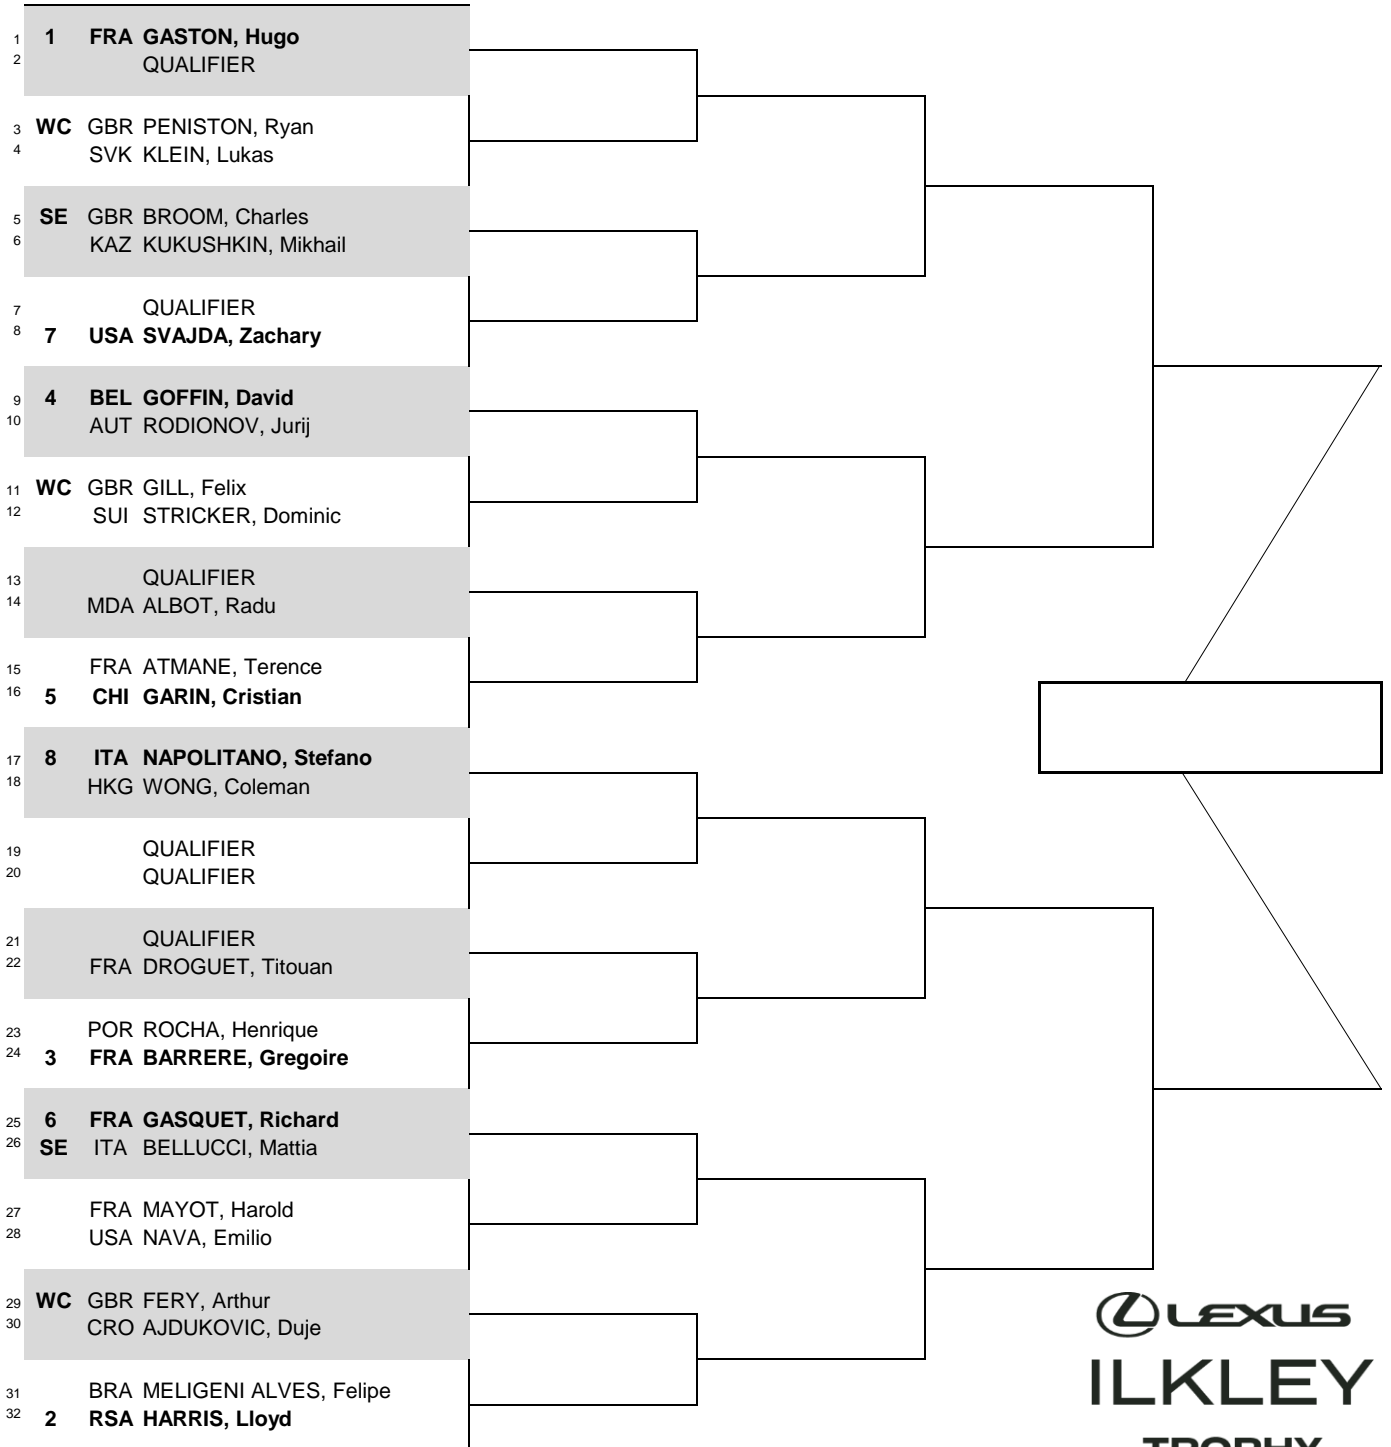 1 1 FRA GASTON, Hugo
2 QUALIFIER
3 WC GBR PENISTON, Ryan
4 SVK KLEIN, Lukas
5 SE GBR BROOM, Charles
6 KAZ KUKUSHKIN, Mikhail
7 QUALIFIER
8 7 USA SVAJDA, Zachary
9 4 BEL GOFFIN, David
10 AUT RODIONOV, Jurij
11 WC GBR GILL, Felix
12 SUI STRICKER, Dominic
13 QUALIFIER
14 MDA ALBOT, Radu
15 FRA ATMANE, Terence
16 5 CHI GARIN, Cristian
17 8 ITA NAPOLITANO, Stefano
18 HKG WONG, Coleman
19 QUALIFIER
20 QUALIFIER
21 QUALIFIER
22 FRA DROGUET, Titouan
23 POR ROCHA, Henrique
24 3 FRA BARRERE, Gregoire
25 6 FRA GASQUET, Richard
26 SE ITA BELLUCCI, Mattia
27 FRA MAYOT, Harold
28 USA NAVA, Emilio
29 WC GBR FERY, Arthur
30 CRO AJDUKOVIC, Duje
31 BRA MELIGENI ALVES, Felipe
32 2 RSA HARRIS, Lloyd
LEXUS
ILKLEY
TROPHY